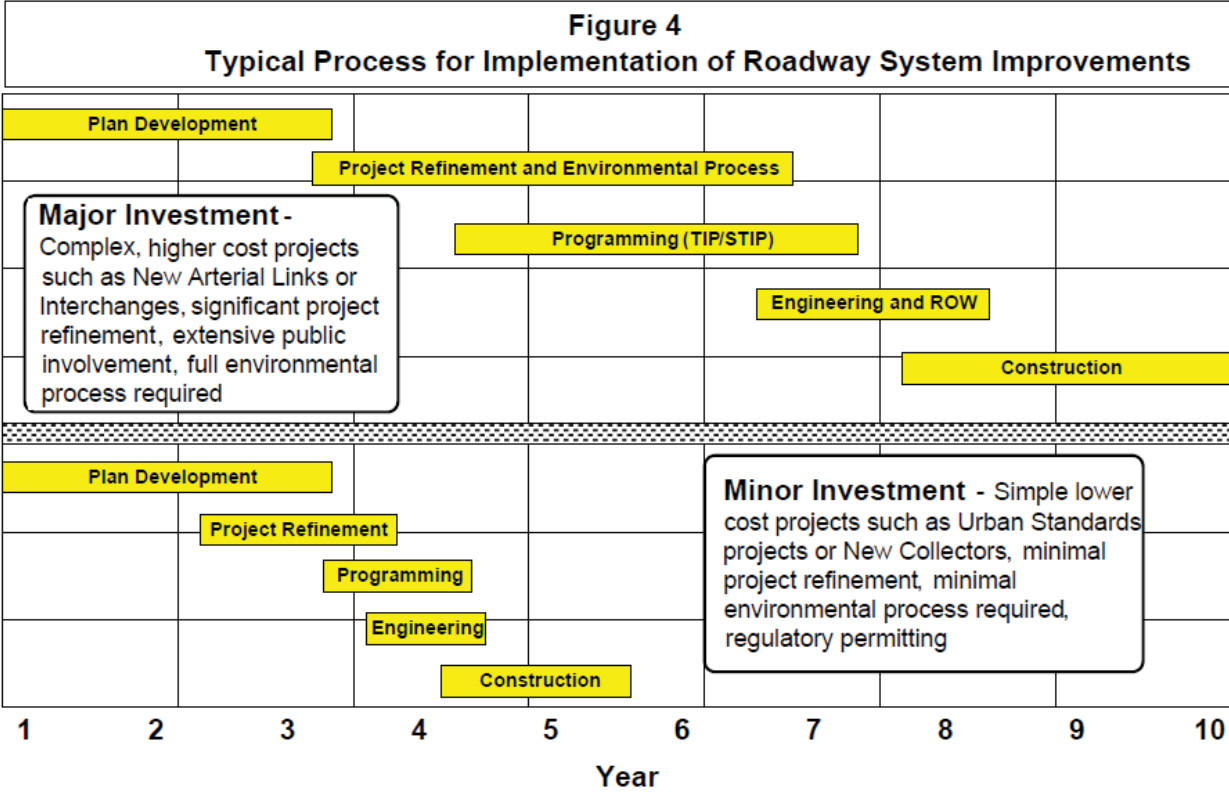 Figure 4
Typical Process for Implementation of Roadway System Improvements
Plan Development
Project Refinement and Environmental Process
Major Investment -
Complex, higher cost projects
such as New Arterial Links or
Interchanges, significant project
refinement, extensive public
involvement, full environmental
process required
Programming (TIP/STIP)
Engineering and ROW
Construction
Plan Development
Project Refinement
Programming
Engineering
Construction
Minor Investment - Simple lower
cost projects such as Urban Standards
projects or New Collectors, minimal
project refinement, minimal
environmental process required,
regulatory permitting
1 2 3 4 5 6 7 8 9 10
Year